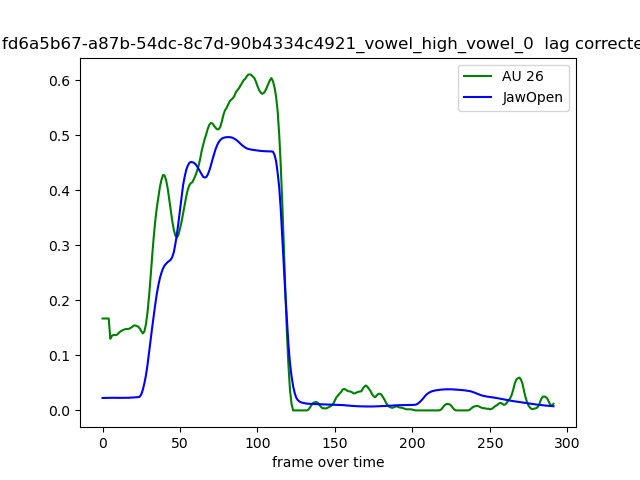 fd6a5b67-a87b-54dc-8c7d-90b4334c4921_vowel_high_vowel_0 lag correcte
AU 26
JawOpen
0.6
0.5
0.4
0.3
0.2
0.1
0.0
0 50 100 150 200 250 300
frame over time